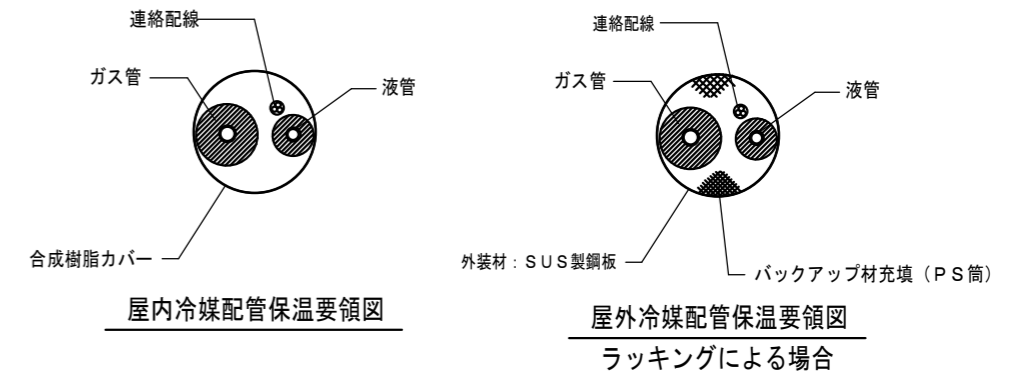 連絡配線
ガス管
液管
合成樹脂カバー
屋内冷媒配管保温要領図
連絡配線
ガス管
液管
外装材：ＳＵＳ製鋼板
バックアップ材充填（ＰＳ筒）
屋外冷媒配管保温要領図
ラッキングによる場合